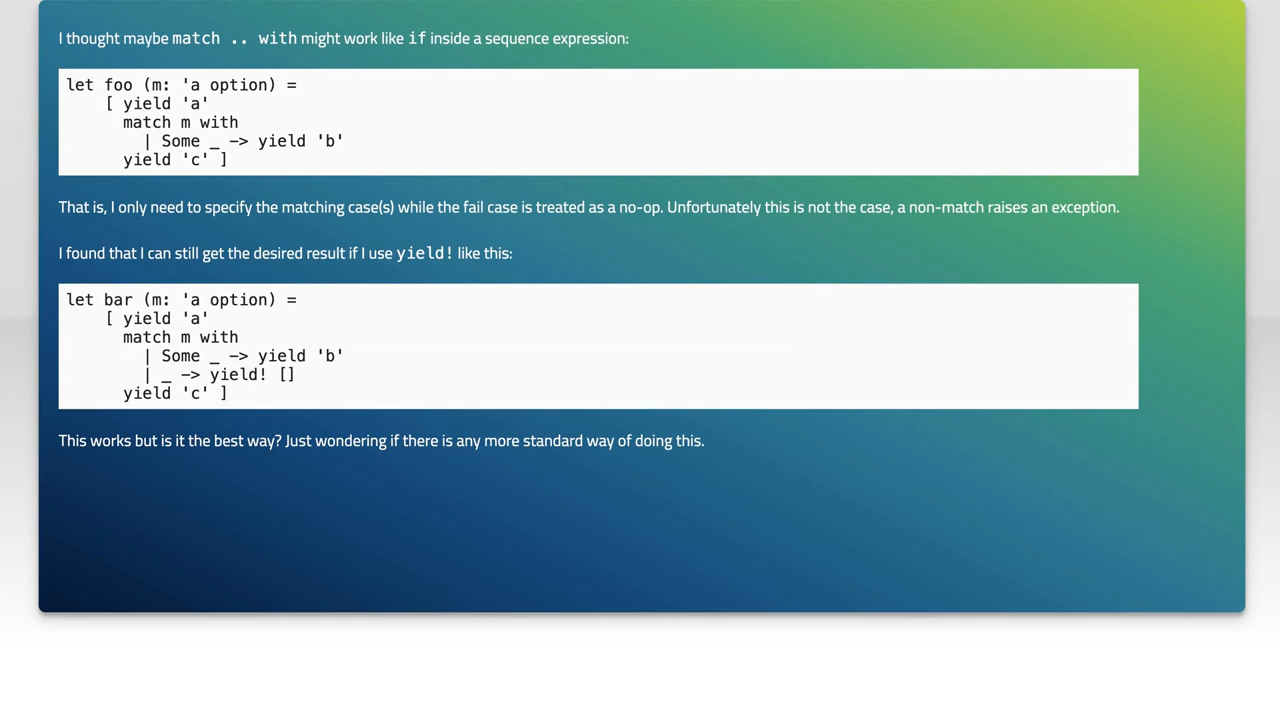 I thought maybe match .. with might work like if inside a sequence expression:
let foo (m: 'a option) =
    [ yield 'a'
      match m with
        | Some _ -> yield 'b'
      yield 'c' ]
That is, I only need to specify the matching case(s) while the fail case is treated as a no-op. Unfortunately this is not the case, a non-match raises an exception.
I found that I can still get the desired result if I use yield! like this:
let bar (m: 'a option) =
    [ yield 'a'
      match m with
        | Some _ -> yield 'b'
        | _ -> yield! []
      yield 'c' ]
This works but is it the best way? Just wondering if there is any more standard way of doing this.